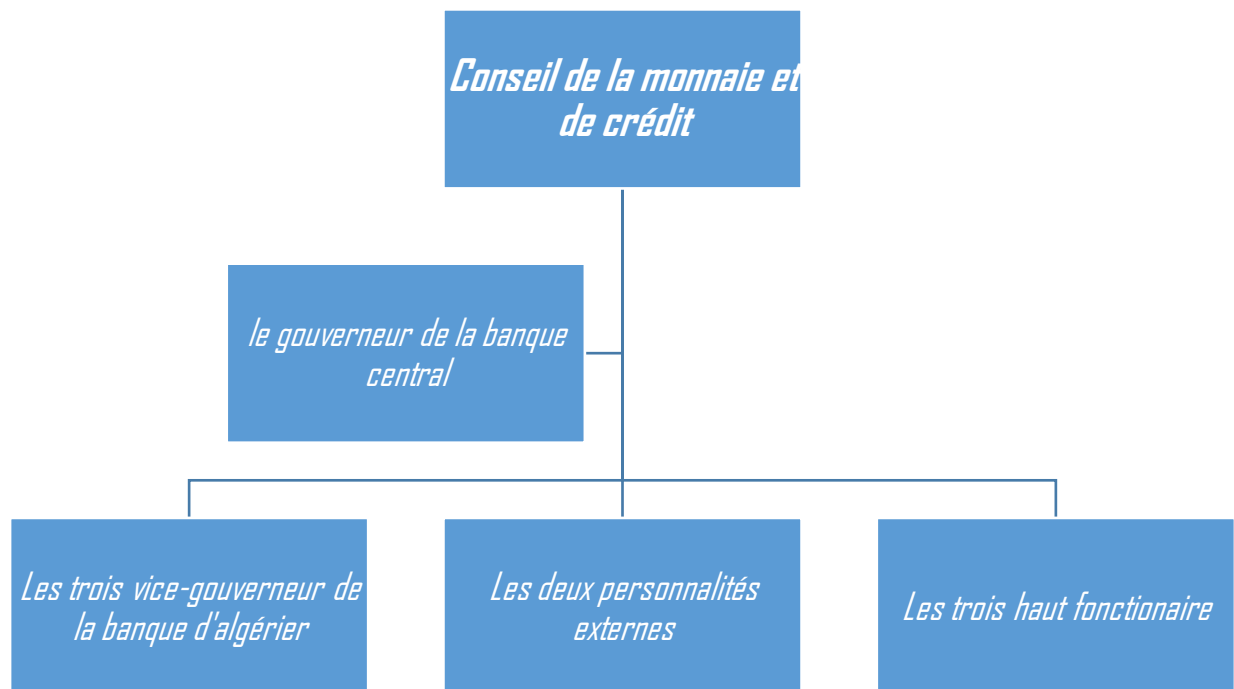 Conseil de la monnaie et
de crédit
le gouverneur de la banque
central
Les trois vice-gouverneur de
la banque d'algérier
Les deux personnalités
externes
Les trois haut fonctionaire